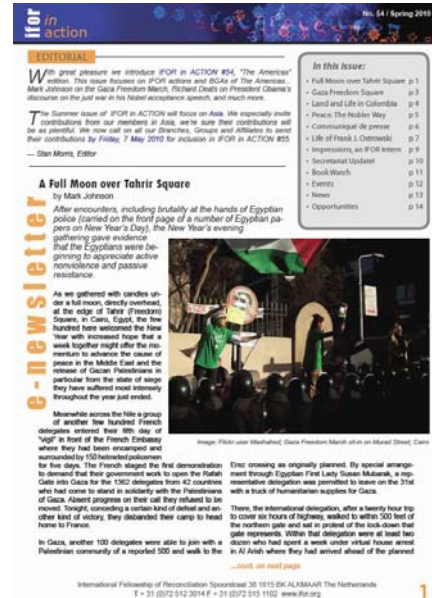 ifor in
action
No. 54 / Spring 2010
EDITORIAL
With great pleasure we introduce IFOR in ACTION #54, "The Americas"
edition. This issue focuses on IFOR actions and BGAs of The Americas...
Mark Johnson on the Gaza Freedom March, Richard Deats on President Obama's
discourse on the just war in his Nobel acceptance speech, and much more.
The Summer issue of IFOR in ACTION will focus on Asia. We especially invite
contributions from our members in Asia, we're sure their contributions will
be as plentiful. We now call on all our Branches, Groups and Affiliates to send
their contributions by Friday, 7 May 2010 for inclusion in IFOR in ACTION #55.
— Stan Morris, Editor
In this Issue:
• Full Moon over Tahrir Square p 1
• Gaza Freedom Square p 3
• Land and Life in Colombia p 4
• Peace, The Nobler Way p 5
• Communiqué de presse p 6
• Life of Frank J. Ostrowski p 7
• Impressions, an IFOR Intern p 9
• Secretariat Update! p 10
• Book Watch p 11
• Events p 12
• News p 13
• Opportunities p 14
A Full Moon over Tahrir Square
by Mark Johnson
After encounters, including brutality at the hands of Egyptian
police (carried on the front page of a number of Egyptian pa-
pers on New Year's Day), the New Year's evening
gathering gave evidence
that the Egyptians were be-
ginning to appreciate active
nonviolence and passive
resistance.
As we gathered with candles un-
der a full moon, directly overhead,
at the edge of Tahrir (Freedom)
Square, in Cairo, Egypt, the few
hundred here welcomed the New
Year with increased hope that a
week together might offer the mo-
mentum to advance the cause of
peace in the Middle East and the
release of Gazan Palestinians in
particular from the state of siege
they have suffered most intensely
throughout the year just ended.
Meanwhile across the Nile a group
of another few hundred French
delegates entered their fifth day of
"vigil" in front of the French Embassy
where they had been encamped and
surrounded by 150 helmeted policemen
for five days. The French staged the first demonstration
to demand that their government work to open the Rafah
Gate into Gaza for the 1362 delegates from 42 countries
who had come to stand in solidarity with the Palestinians
of Gaza. Absent progress on their call they refused to be
moved. Tonight, conceding a certain kind of defeat and an-
other kind of victory, they disbanded their camp to head
home to France.
In Gaza, another 100 delegates were able to join with a
Palestinian community of a reported 500 and walk to the
Image: Flickr user Mashahed; Gaza Freedom March sit-in on Murad Street, Cairo
Erez crossing as originally planned. By special arrange-
ment through Egyptian First Lady Susan Mubarak, a rep-
resentative delegation was permitted to leave on the 31st
with a truck of humanitarian supplies for Gaza.
There, the international delegation, after a twenty hour trip
to cover six hours of highway, walked to within 500 feet of
the northern gate and sat in protest of the lock-down that
gate represents. Within that delegation were at least two
dozen who had spent a week under virtual house arrest
in Al Arish where they had arrived ahead of the planned
...cont. on next page
e-newsletter
International Fellowship of Reconciliation Spoorstraat 38 1815 BK ALKMAAR The Netherlands
T + 31 (0)72 512 3014 F + 31 (0)72 515 1102 www.ifor.org
1